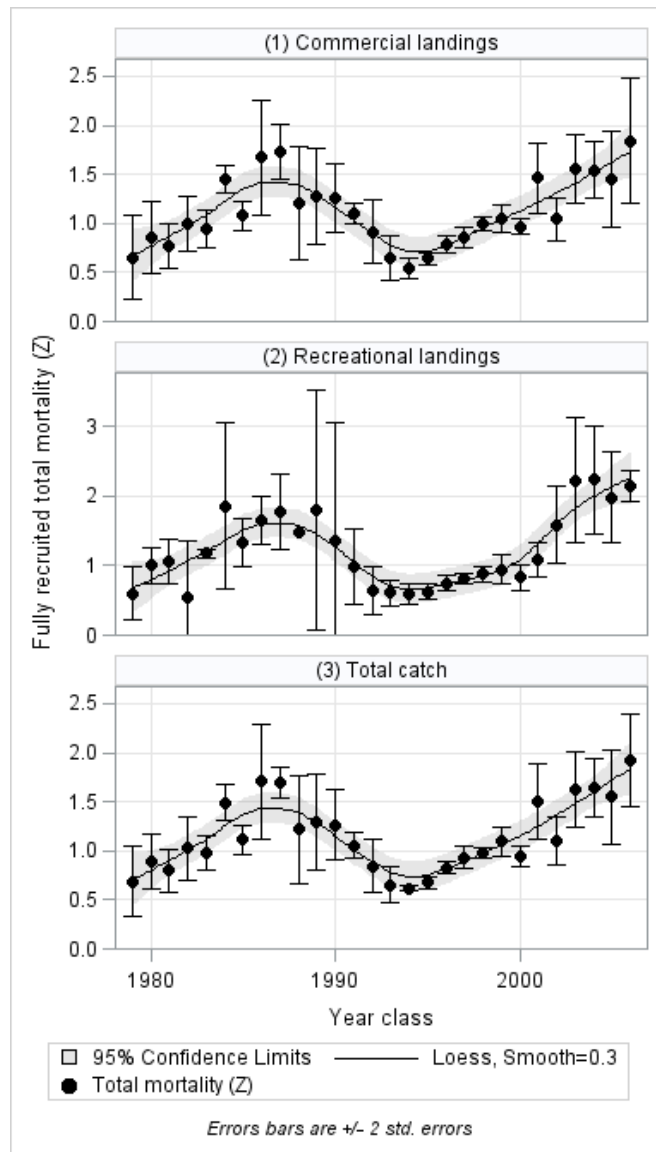 (1) Commercial landings
2.5
2.0
1.5
1.0
0.5
0.0
(2) Recreational landings
3
2
1
0
(3) Total catch
2.5
2.0
1.5
1.0
0.5
0.0
Fully recruited total mortality (Z)
1980 1990 2000
Year class
95% Confidence Limits Loess, Smooth=0.3
Total mortality (Z)
Errors bars are +/- 2 std. errors